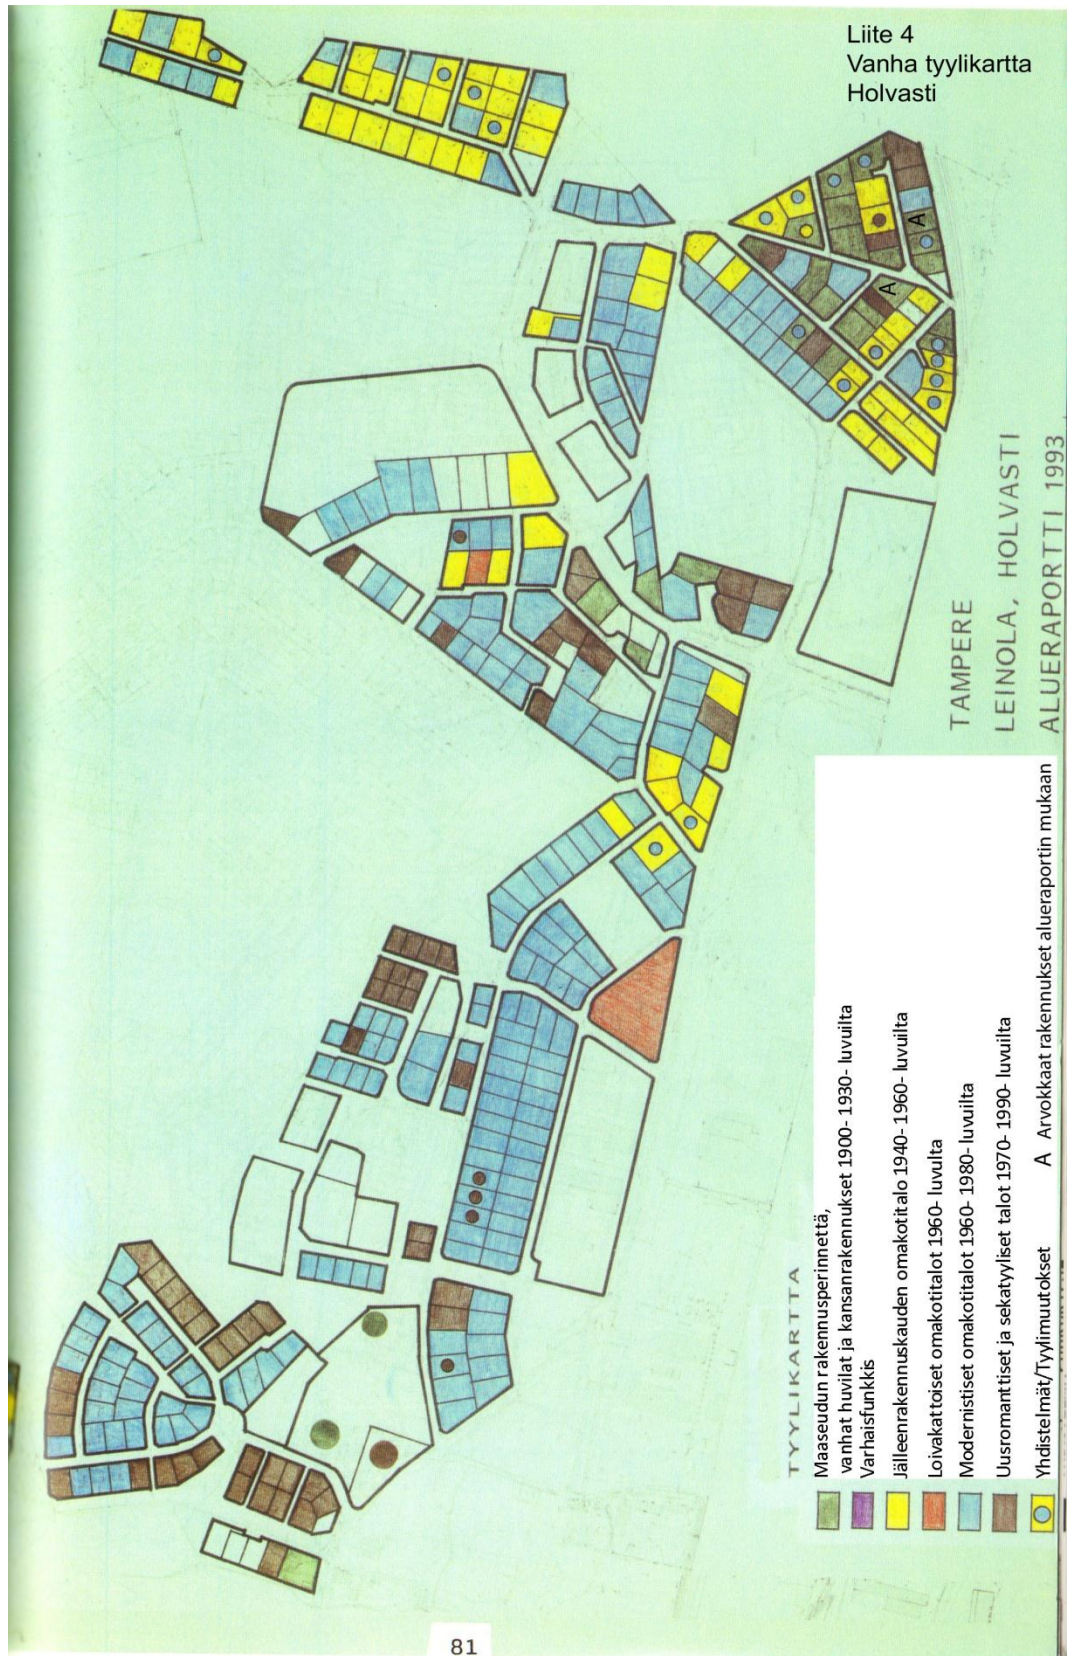 Liite 4
Vanha tyylikartta
Holvasti
A
A
TAMPERE
LEINOLA, HOLVASTI
ALUERAPORTTI 1993
TYYLIKARTTA
Maaseudun rakennusperinnettä,
vanhat huvilat ja kansanrakennukset 1900- 1930- luvuilta
Varhaisfunkkis
Jälleenrakennuskauden omakotitalo 1940- 1960- luvuilta
Loivakattoiset omakotitalot 1960- luvulta
Modernistiset omakotitalot 1960- 1980- luvuilta
Uusromanttiset ja sekatyyliset talot 1970- 1990- luvuilta
Yhdistelmät/Tyylimuutokset
A Arvokkaat rakennukset alueraportin mukaan
81